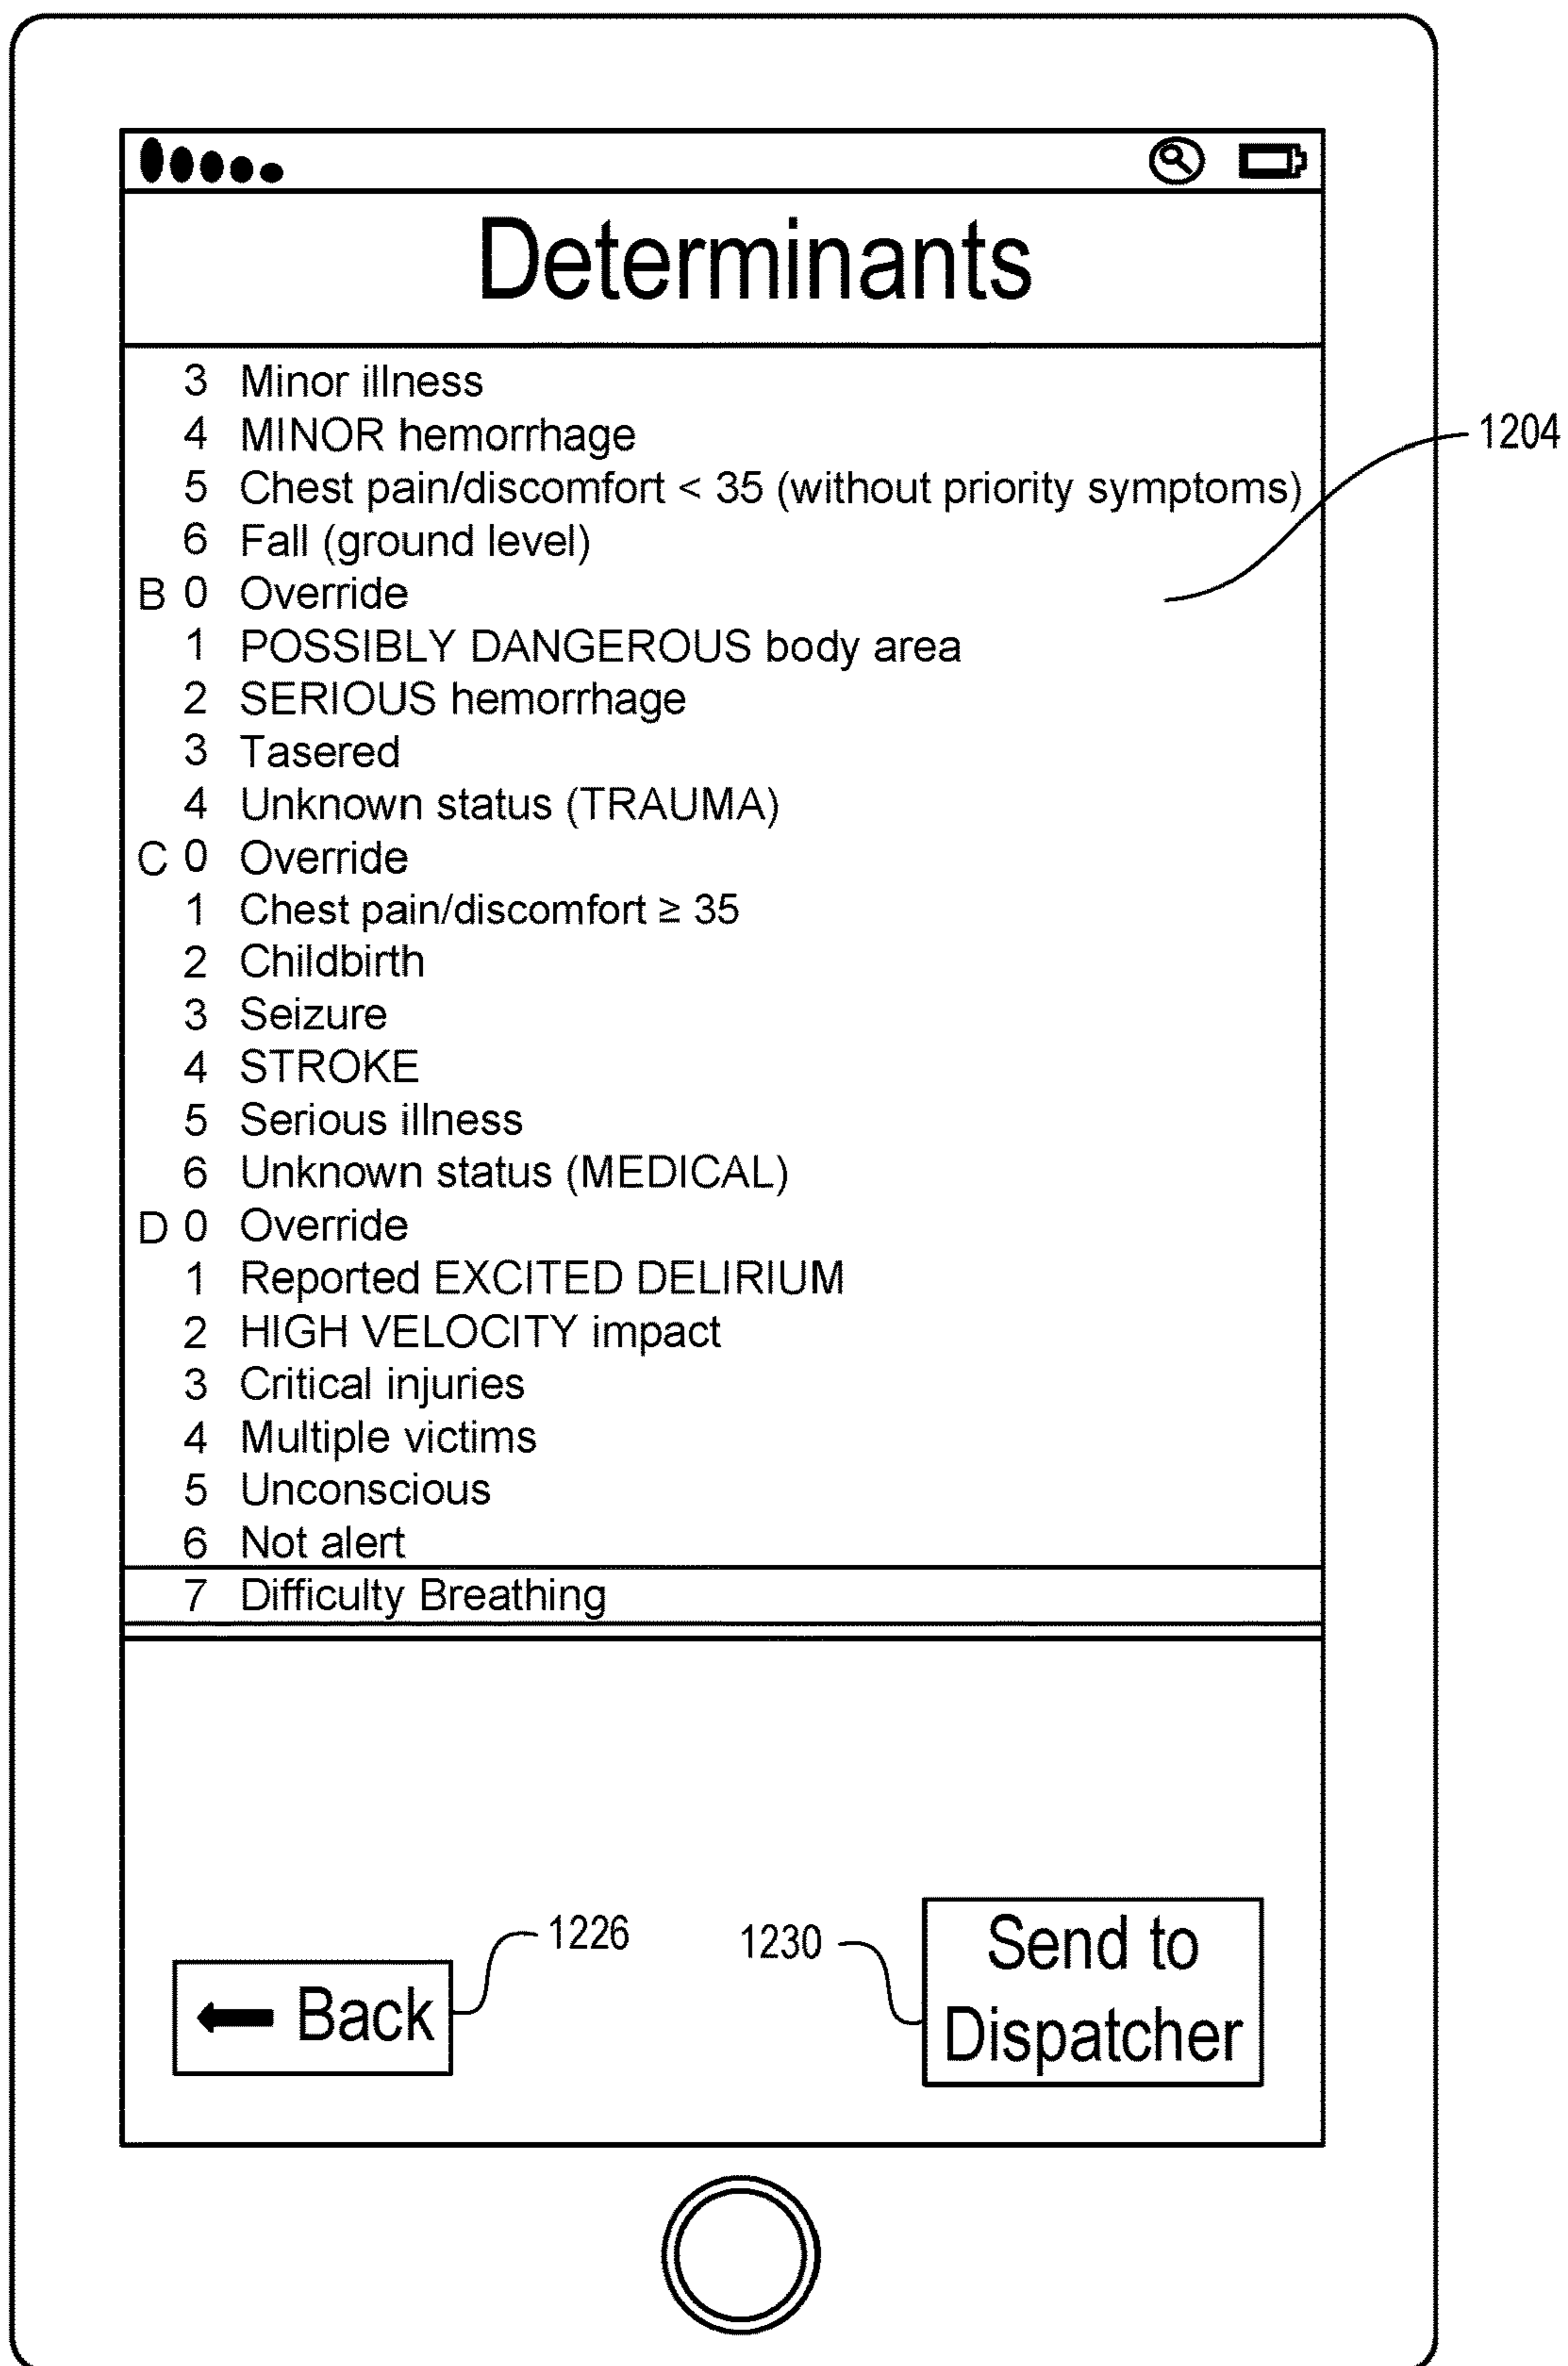 Determinants
3 Minor illness
4 MINOR hemorrhage
1204
5 Chest pain/discomfort < 35 (without priority symptoms)
6 Fall (ground level)
B 0 Override
1 POSSIBLY DANGEROUS body area
2 SERIOUS hemorrhage
3 Tasered
4 Unknown status (TRAUMA)
C 0 Override
1 Chest pain/discomfort ≥ 35
2 Childbirth
3 Seizure
4 STROKE
5 Serious illness
6 Unknown status (MEDICAL)
D 0 Override
1 Reported EXCITED DELIRIUM
2 HIGH VELOCITY impact
3 Critical injuries
4 Multiple victims
5 Unconscious
6 Not alert
7 Difficulty Breathing
1226
Back
1230
Send to
Dispatcher